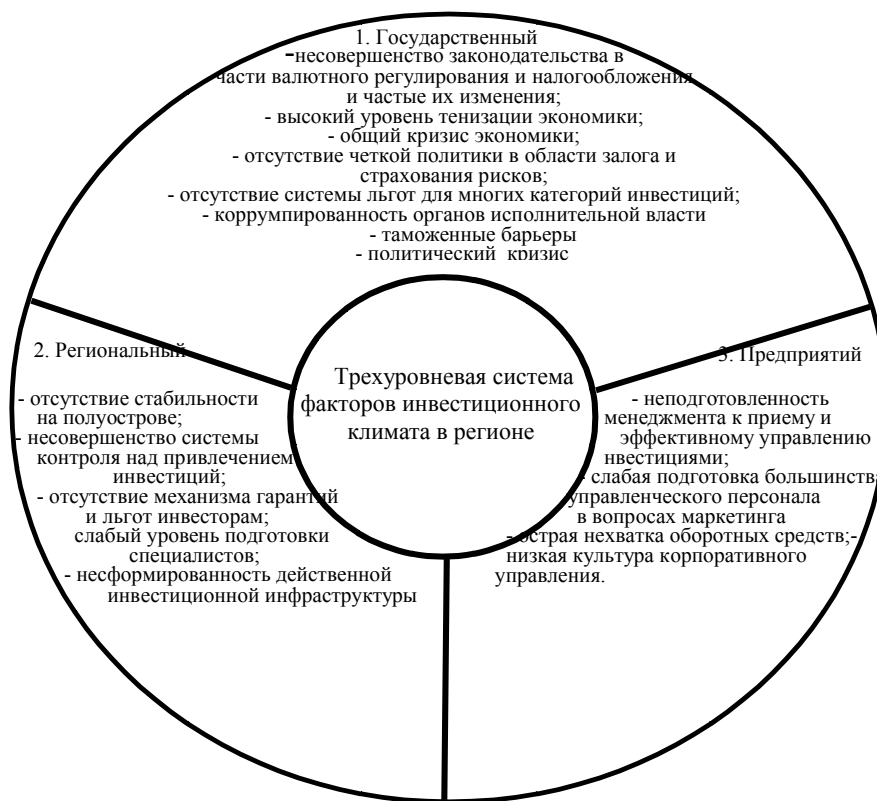 1. Государственный
-несовершенство законодательства в
части валютного регулирования и налогообложения
и частые их изменения;
- высокий уровень тенизации экономики;
- общий кризис экономики;
- отсутствие четкой политики в области залога и
страхования рисков;
- отсутствие системы льгот для многих категорий инвестиций;
- коррумпированность органов исполнительной власти
- таможенные барьеры
- политический кризис
Трехуровневая система
факторов инвестиционного
климата в регионе
2. Региональный
- отсутствие стабильности
на полуострове;
- несовершенство системы
контроля над привлечением
инвестиций;
- отсутствие механизма гарантий
и льгот инвесторам;
слабый уровень подготовки
специалистов;
- несформированность действенной
инвестиционной инфраструктуры
3. Предприятий
- неподготовленность
менеджмента к приему и
эффективному управлению
нвестициями;
- слабая подготовка большинства
управленческого персонала
в вопросах маркетинга
- острая нехватка оборотных средств;-
низкая культура корпоративного
управления.